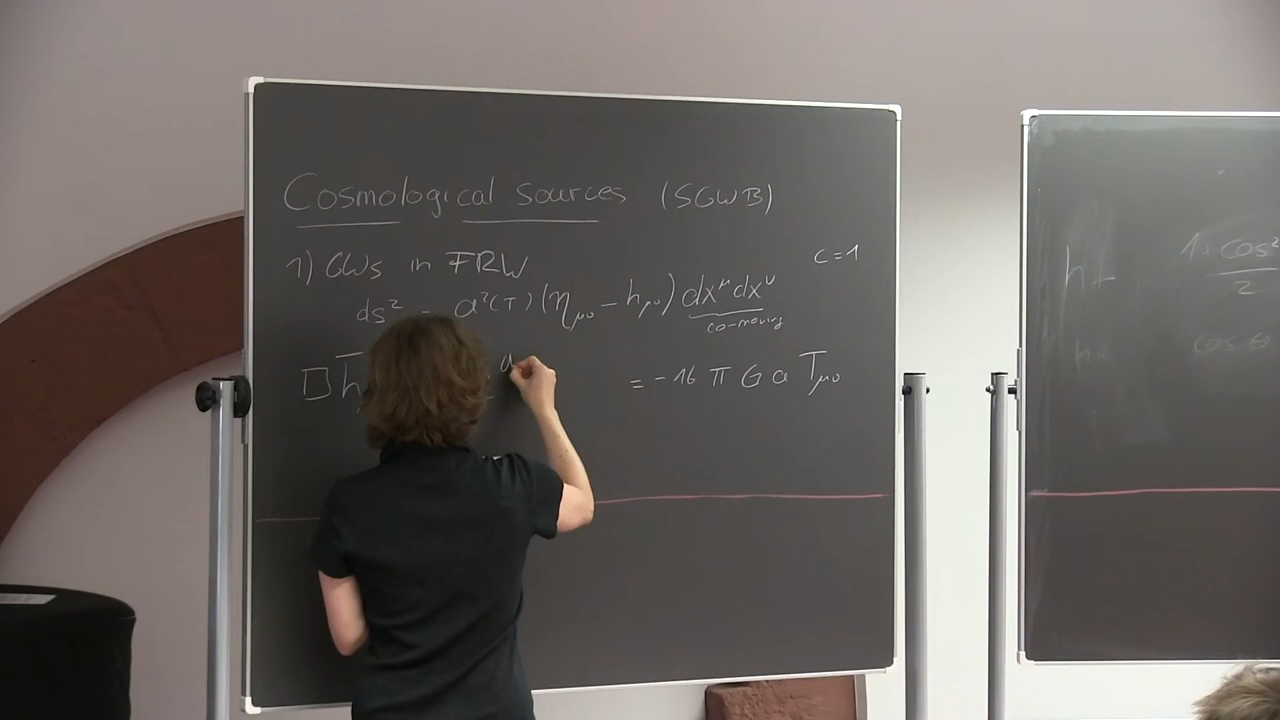 Cosmological Sources (SGWB)
1) GWs in FRW
c=1
ds² = a²(τ) (η_μν − h_μν) dx^μ dx^ν
co-moving
□ h̄ a = −16 π G a T_μν
h+ 1+cos² / 2
h× cos θ